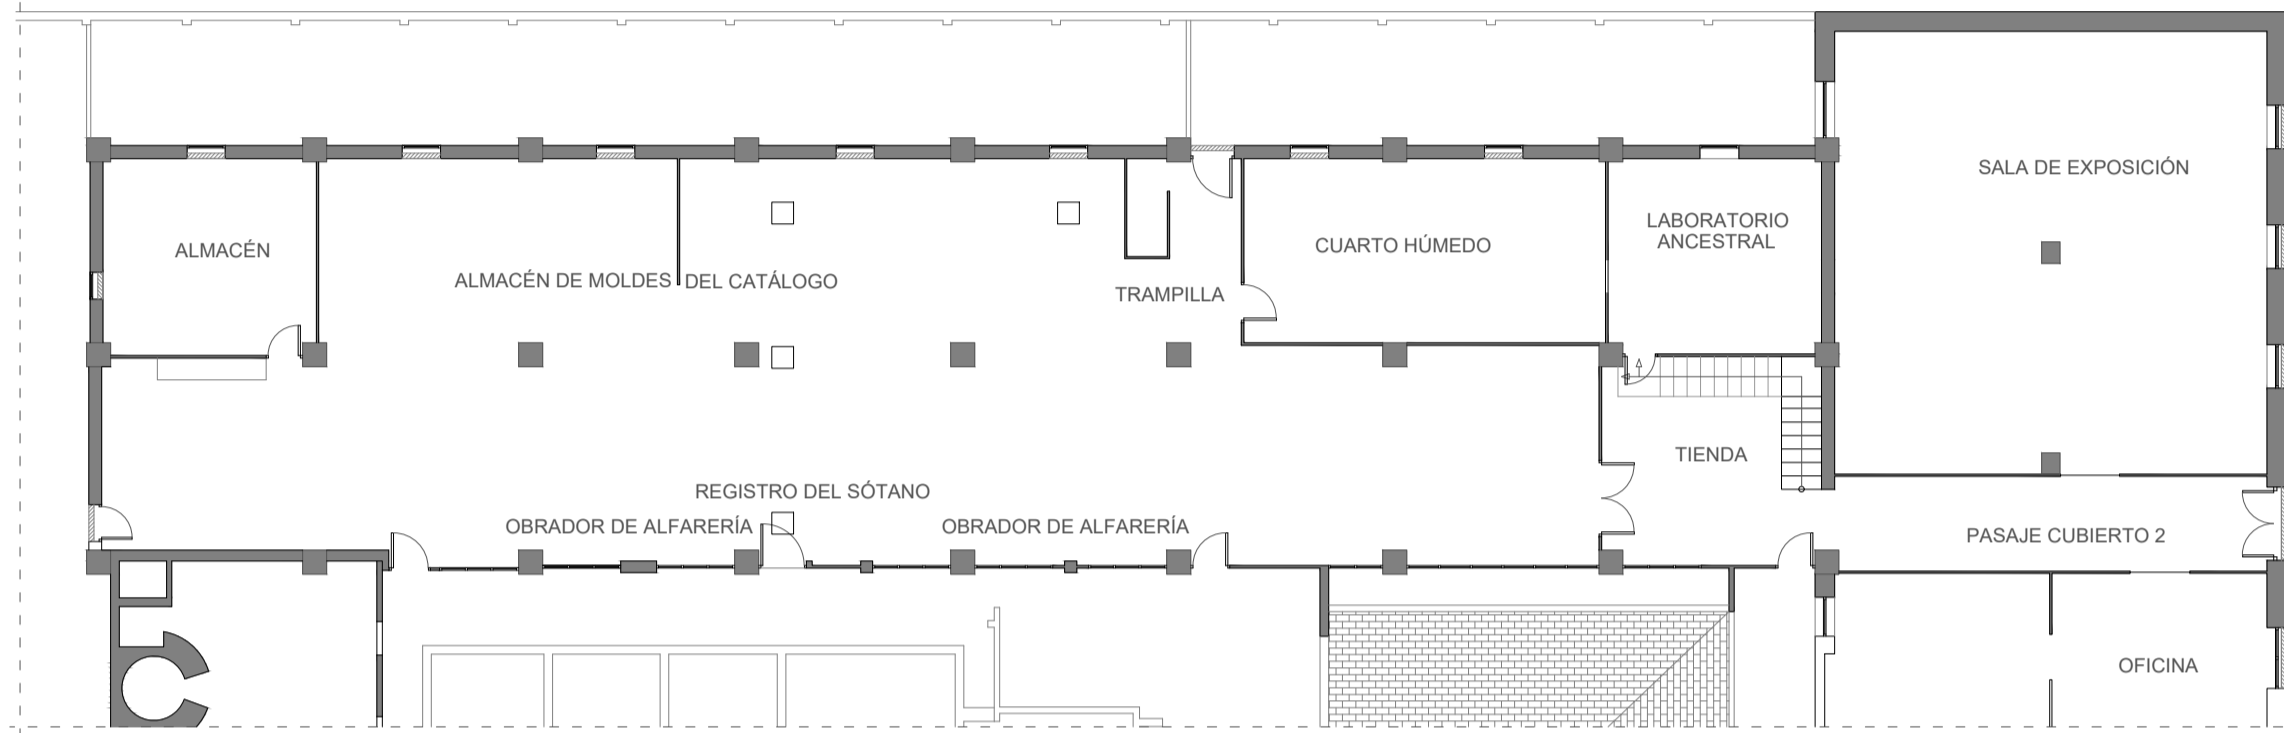 SALA DE EXPOSICIÓN
LABORATORIO
ANCESTRAL
CUARTO HÚMEDO
ALMACÉN
ALMACÉN DE MOLDES DEL CATÁLOGO
TRAMPILLA
TIENDA
REGISTRO DEL SÓTANO
OBRADOR DE ALFARERÍA
OBRADOR DE ALFARERÍA
PASAJE CUBIERTO 2
OFICINA